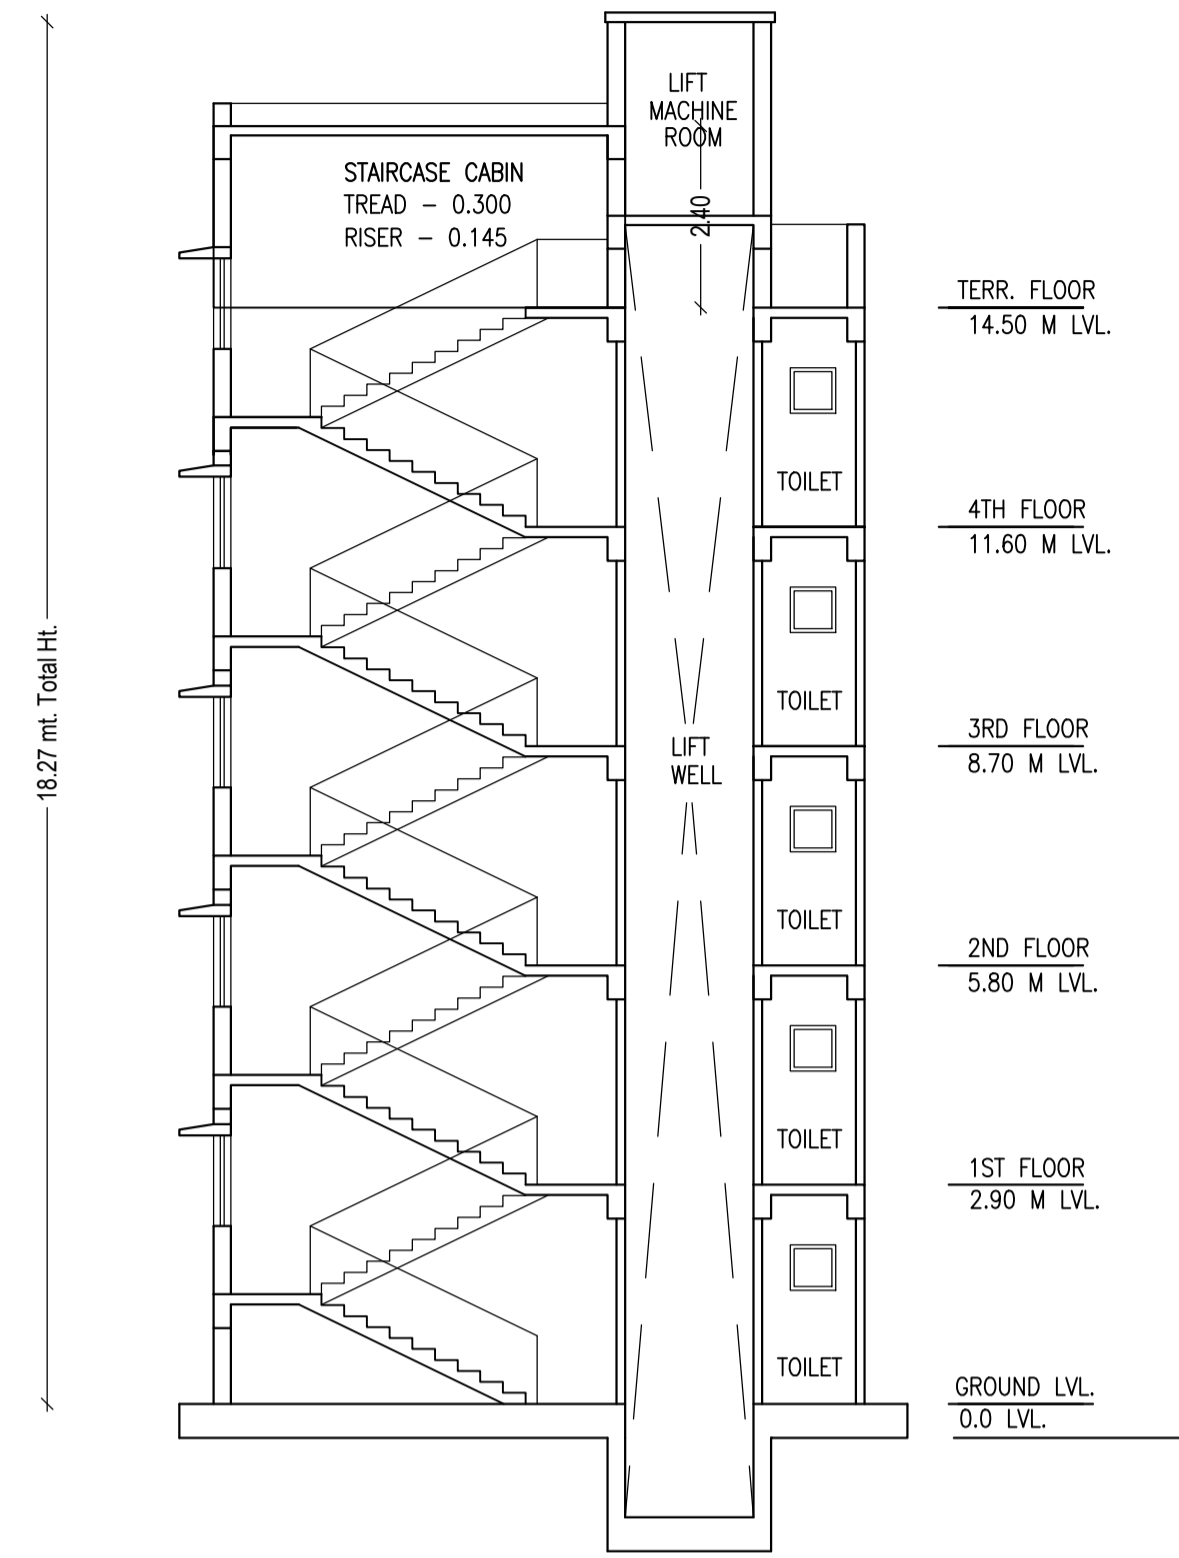 LIFT
MACHINE
ROOM
STAIRCASE CABIN
TREAD - 0.300
RISER - 0.145
2.40
TERR. FLOOR
14.50 M LVL.
TOILET
4TH FLOOR
11.60 M LVL.
18.27 mt. Total Ht.
TOILET
3RD FLOOR
8.70 M LVL.
LIFT
WELL
TOILET
2ND FLOOR
5.80 M LVL.
TOILET
1ST FLOOR
2.90 M LVL.
TOILET
GROUND LVL.
0.0 LVL.